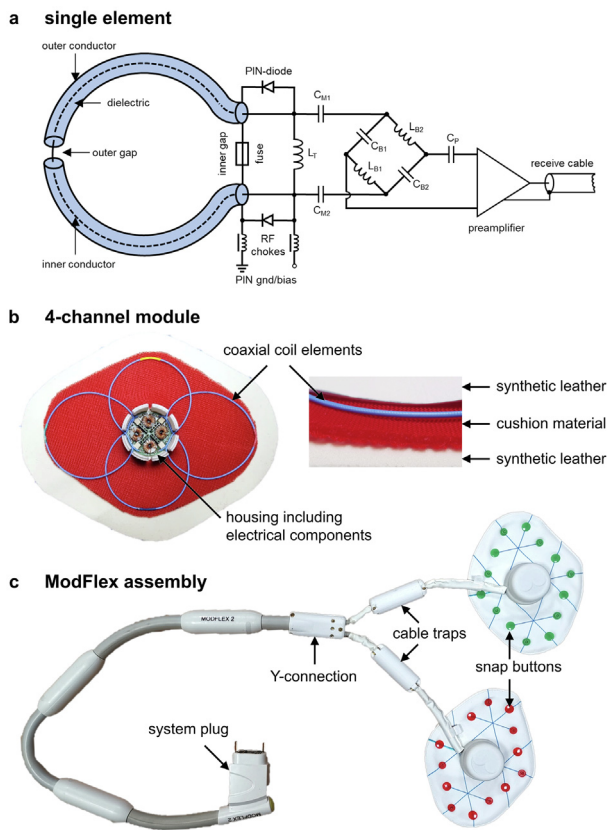 a single element
outer conductor
dielectric
outer gap
inner conductor
PIN-diode
inner gap
fuse
L_T
C_M1
C_M2
C_B1
L_B2
L_B1
C_B2
C_P
receive cable
preamplifier
RF
chokes
PIN gnd/bias
b 4-channel module
coaxial coil elements
synthetic leather
cushion material
synthetic leather
housing including
electrical components
c ModFlex assembly
MODFLEX 2
cable traps
Y-connection
snap buttons
system plug